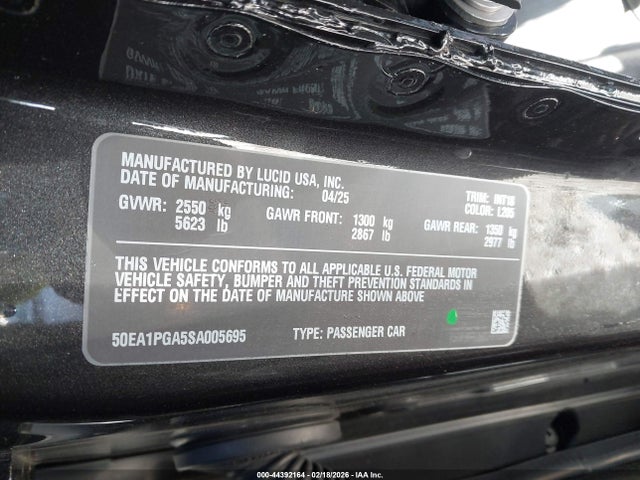 MANUFACTURED BY LUCID USA, INC.
DATE OF MANUFACTURING: 04/25
TRIM: INT15
COLOR: L205
GVWR: 2550 kg GAWR FRONT: 1300 kg GAWR REAR: 1350 kg
5623 lb 2867 lb 2977 lb
THIS VEHICLE CONFORMS TO ALL APPLICABLE U.S. FEDERAL MOTOR
VEHICLE SAFETY, BUMPER AND THEFT PREVENTION STANDARDS IN
EFFECT ON THE DATE OF MANUFACTURE SHOWN ABOVE
50EA1PGA5SA005695 TYPE: PASSENGER CAR
000-44392164 - 02/18/2026 - IAA Inc.